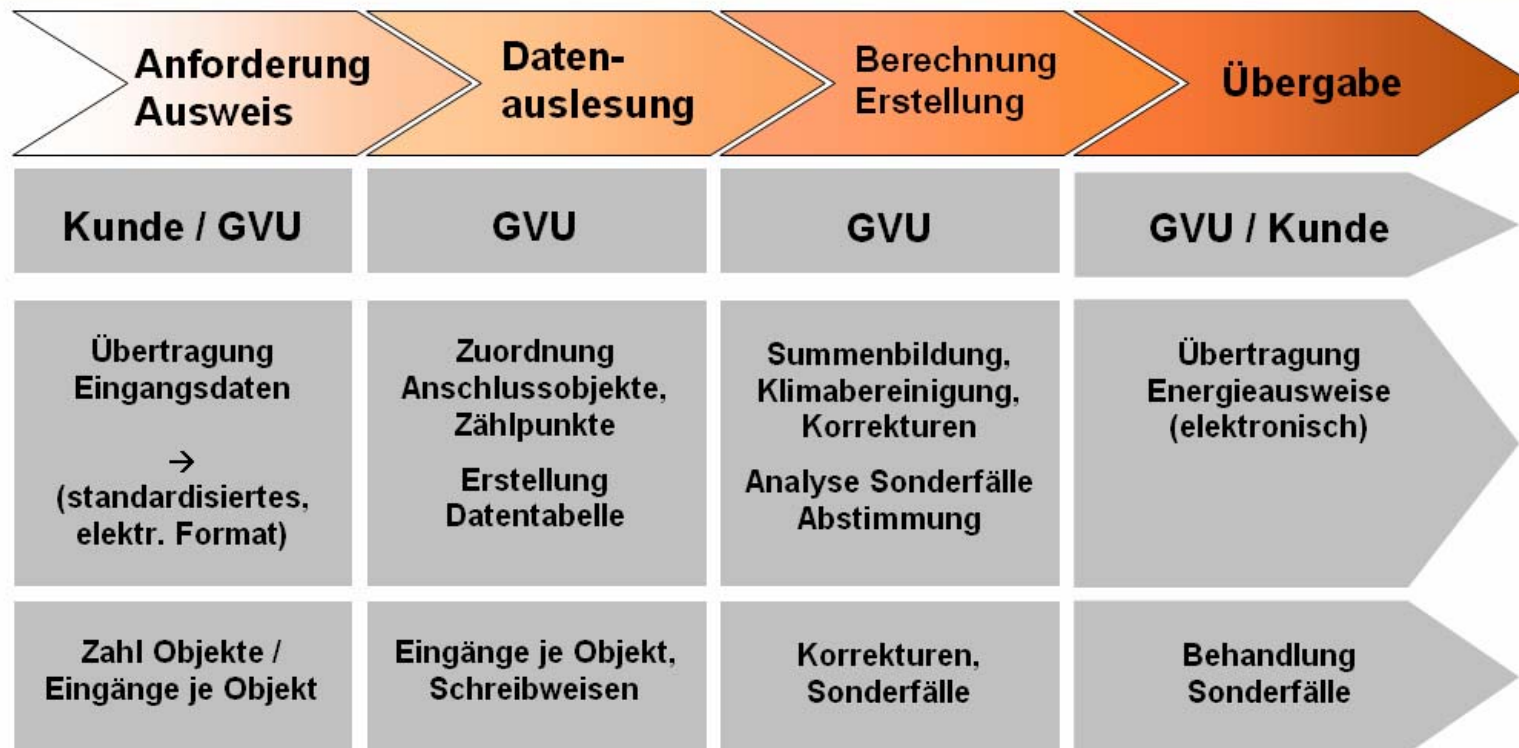 Anforderung
Ausweis
Daten-
auslesung
Berechnung
Erstellung
Übergabe
Kunde / GVU
GVU
GVU
GVU / Kunde
Übertragung
Eingangsdaten
→
(standardisiertes,
elektr. Format)
Zuordnung
Anschlussobjekte,
Zählpunkte
Erstellung
Datentabelle
Summenbildung,
Klimabereinigung,
Korrekturen
Analyse Sonderfälle
Abstimmung
Übertragung
Energieausweise
(elektronisch)
Zahl Objekte /
Eingänge je Objekt
Eingänge je Objekt,
Schreibweisen
Korrekturen,
Sonderfälle
Behandlung
Sonderfälle